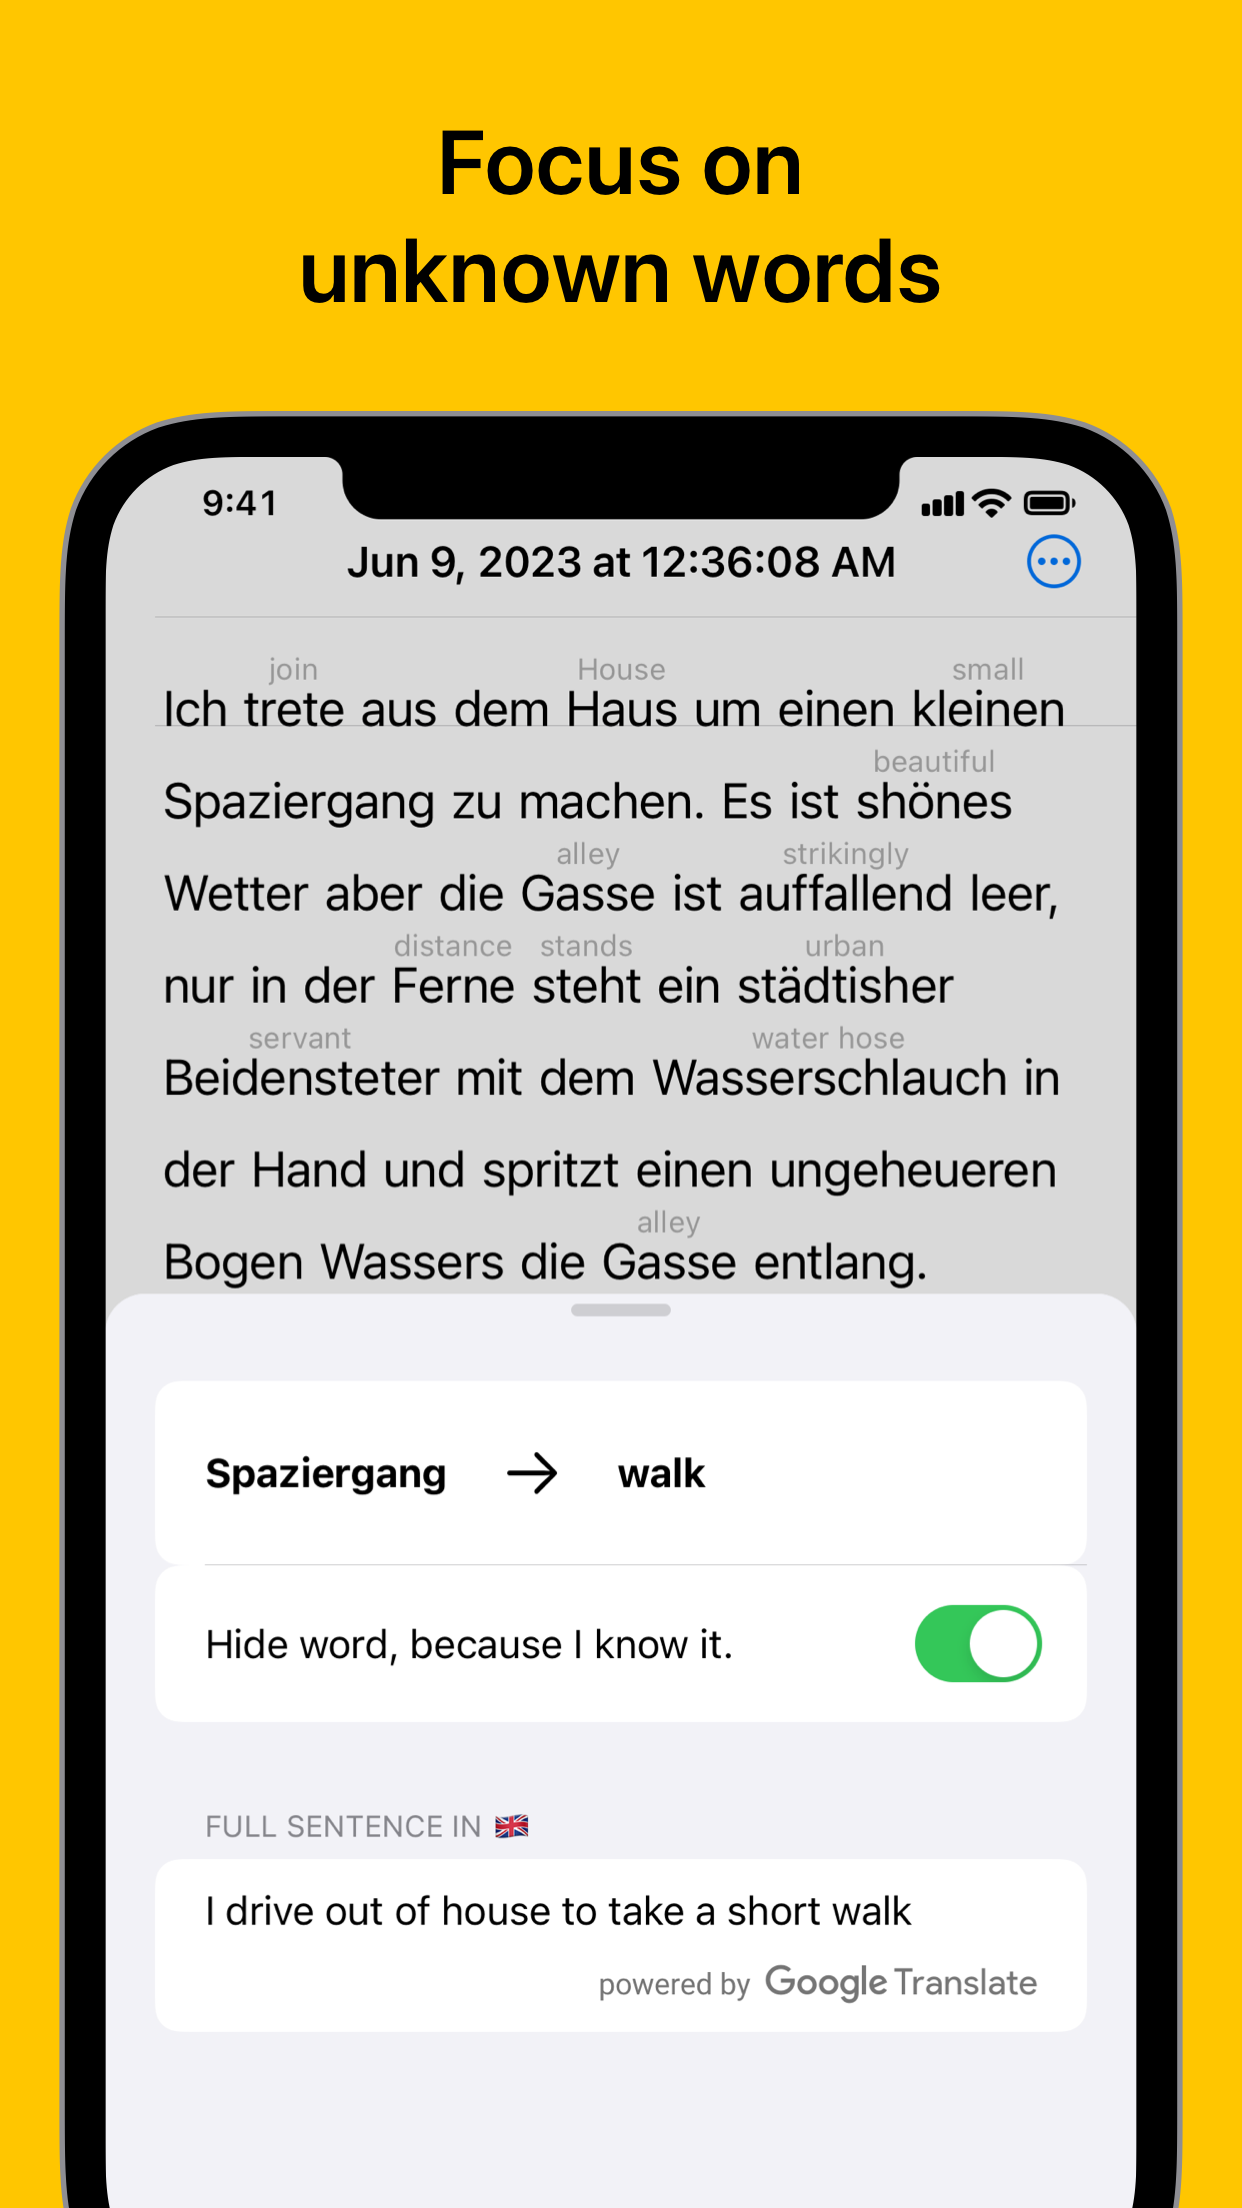 Focus on
unknown words
9:41
Jun 9, 2023 at 12:36:08 AM
join House small
Ich trete aus dem Haus um einen kleinen
beautiful
Spaziergang zu machen. Es ist shönes
alley strikingly
Wetter aber die Gasse ist auffallend leer,
distance stands urban
nur in der Ferne steht ein städtisher
servant water hose
Beidensteter mit dem Wasserschlauch in
der Hand und spritzt einen ungeheueren
alley
Bogen Wassers die Gasse entlang.
Spaziergang → walk
Hide word, because I know it.
FULL SENTENCE IN 🇬🇧
I drive out of house to take a short walk
powered by Google Translate